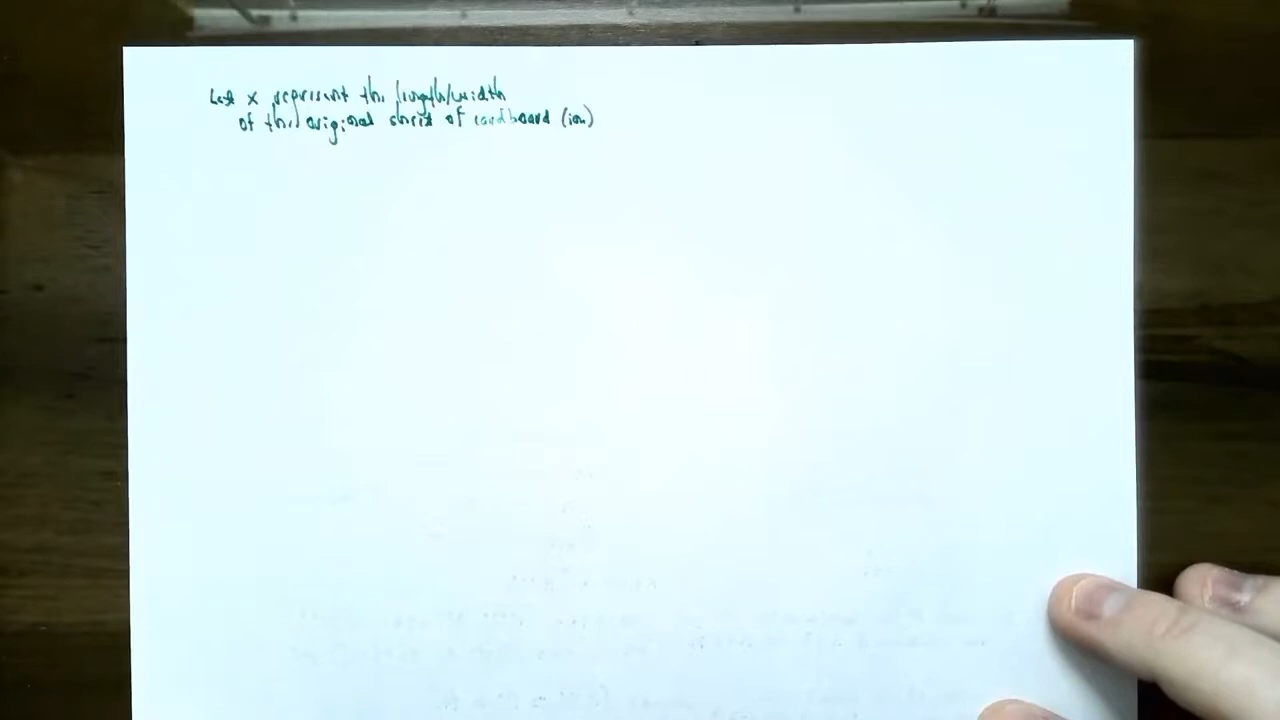 Let x represent the length/width
of the original sheet of cardboard (in)